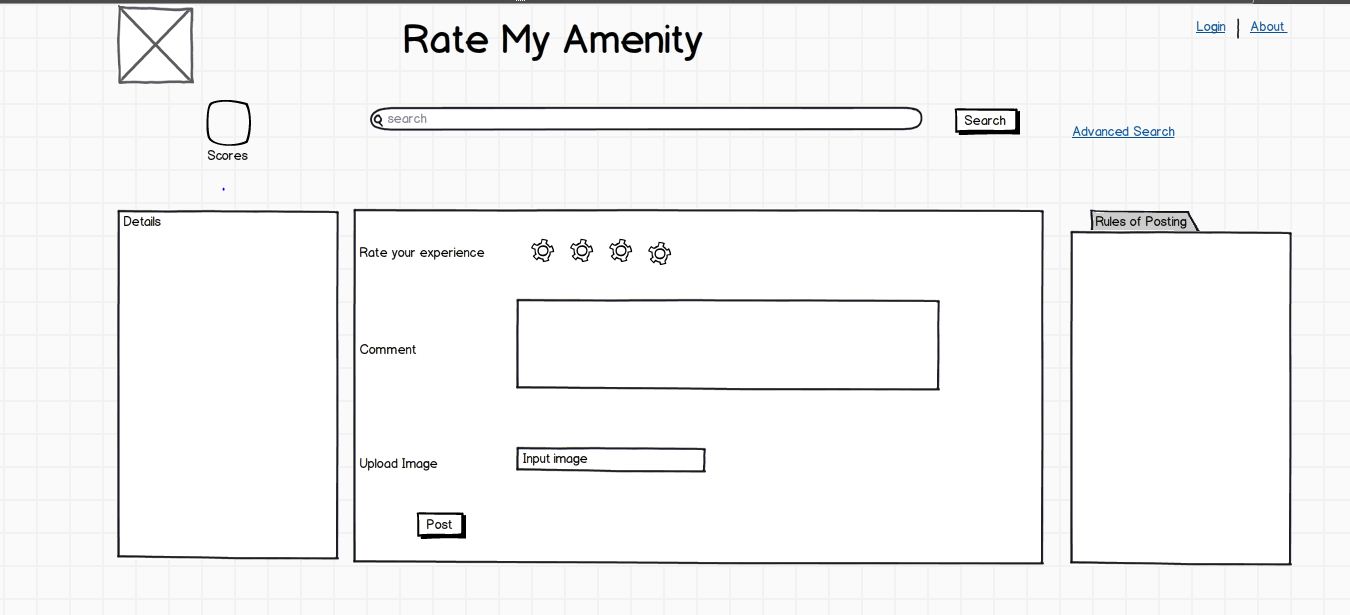 Rate My Amenity
Login
About
search
Search
Advanced Search
Scores
Details
Rate your experience
Comment
Upload Image
Input image
Post
Rules of Posting